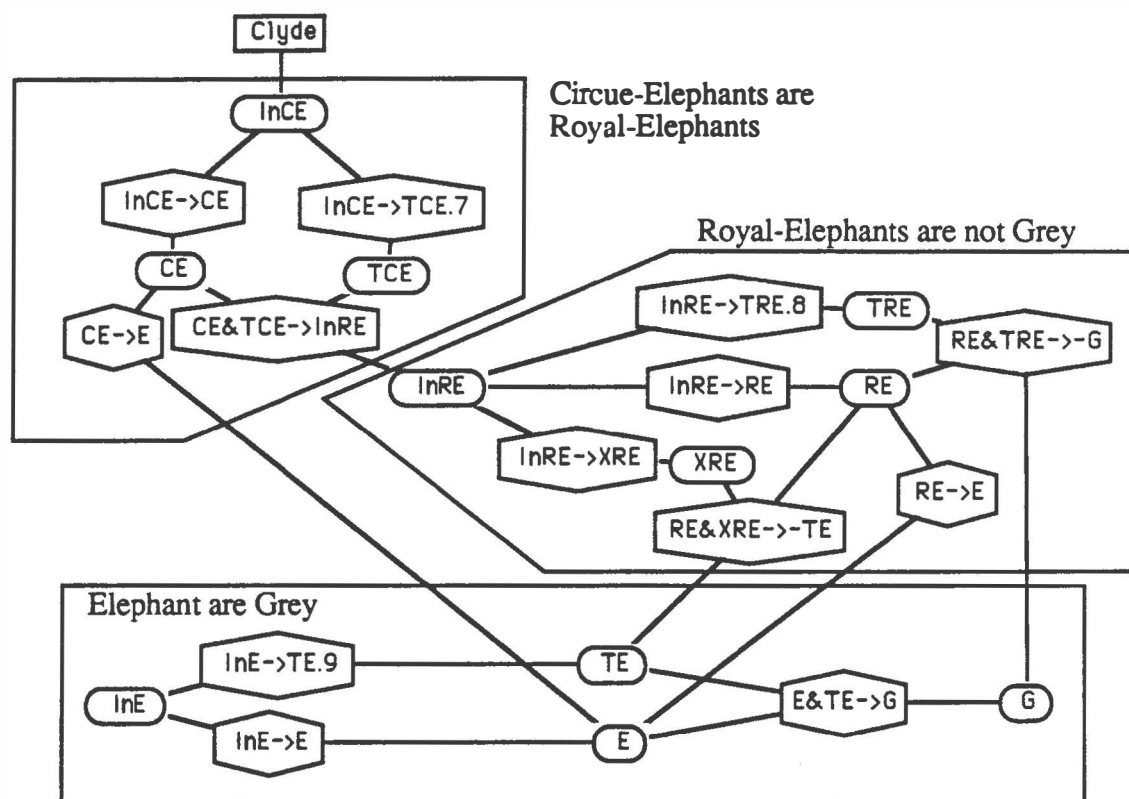 Clyde
InCE
Circue-Elephants are
Royal-Elephants
InCE->CE
InCE->TCE.7
Royal-Elephants are not Grey
CE
TCE
InRE->TRE.8
TRE
CE->E
CE&TCE->InRE
RE&TRE->-G
InRE
InRE->RE
RE
InRE->XRE
XRE
RE->E
RE&XRE->-TE
Elephant are Grey
InE->TE.9
TE
InE
E&TE->G
G
InE->E
E